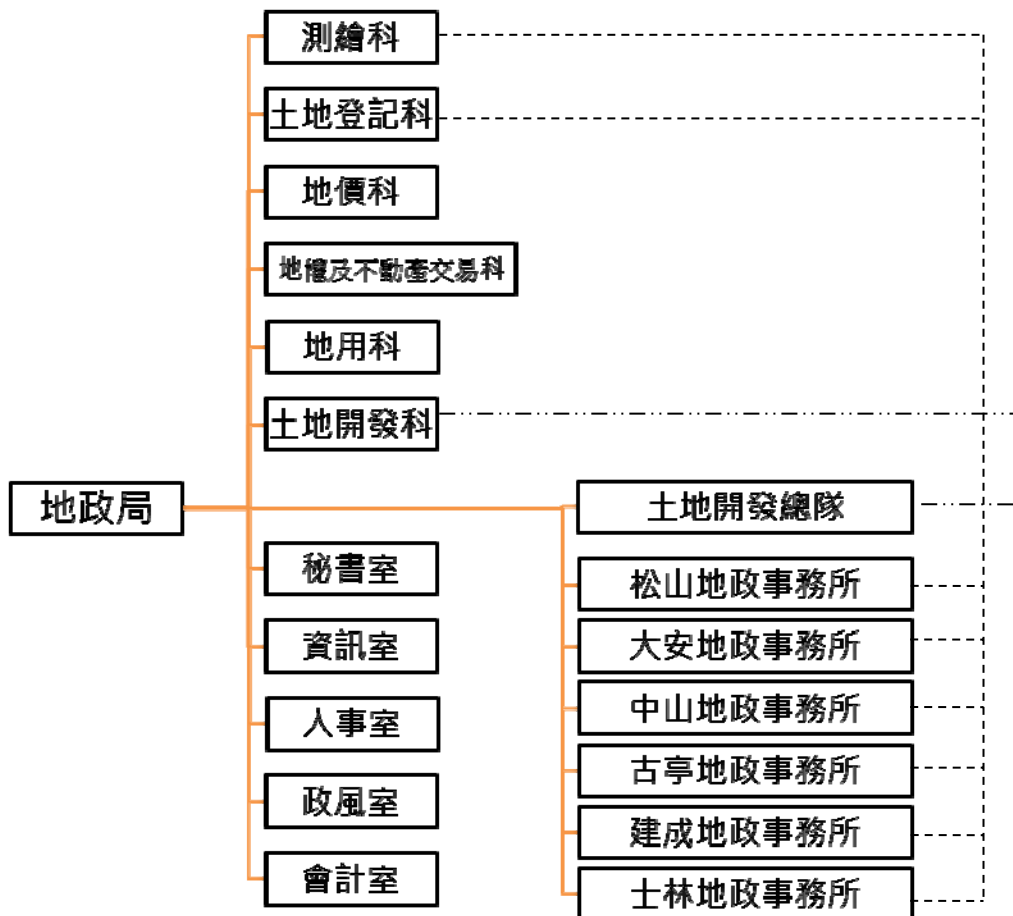 測繪科
土地登記科
地價科
地權及不動產交易科
地用科
土地開發科
地政局
土地開發總隊
秘書室
松山地政事務所
資訊室
大安地政事務所
人事室
中山地政事務所
政風室
古亭地政事務所
會計室
建成地政事務所
士林地政事務所